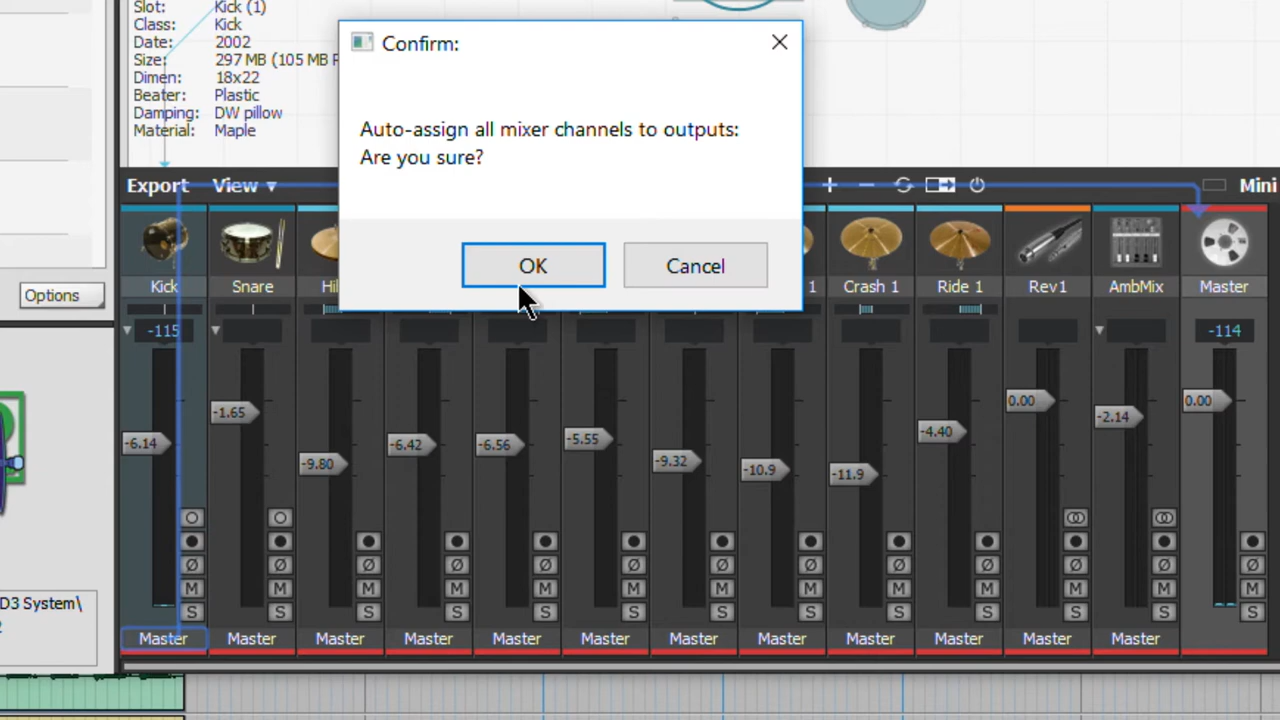 Slot: Kick (1)
Class: Kick
Date: 2002
Size: 297 MB (105 MB
Dimen: 18x22
Beater: Plastic
Damping: DW pillow
Material: Maple
Confirm:
Auto-assign all mixer channels to outputs:
Are you sure?
OK Cancel
Export View Mini
Kick Snare 1 Crash 1 Ride 1 Rev1 AmbMix Master
Options
-115 -114
-6.14 -1.65 -9.80 -6.42 -6.56 -5.55 -9.32 -10.9 -11.9 -4.40 0.00 -2.14 0.00
Ø Ø Ø Ø Ø Ø Ø Ø Ø Ø Ø Ø Ø
M M M M M M M M M M M M M
S S S S S S S S S S S S S
D3 System\
Master Master Master Master Master Master Master Master Master Master Master Master